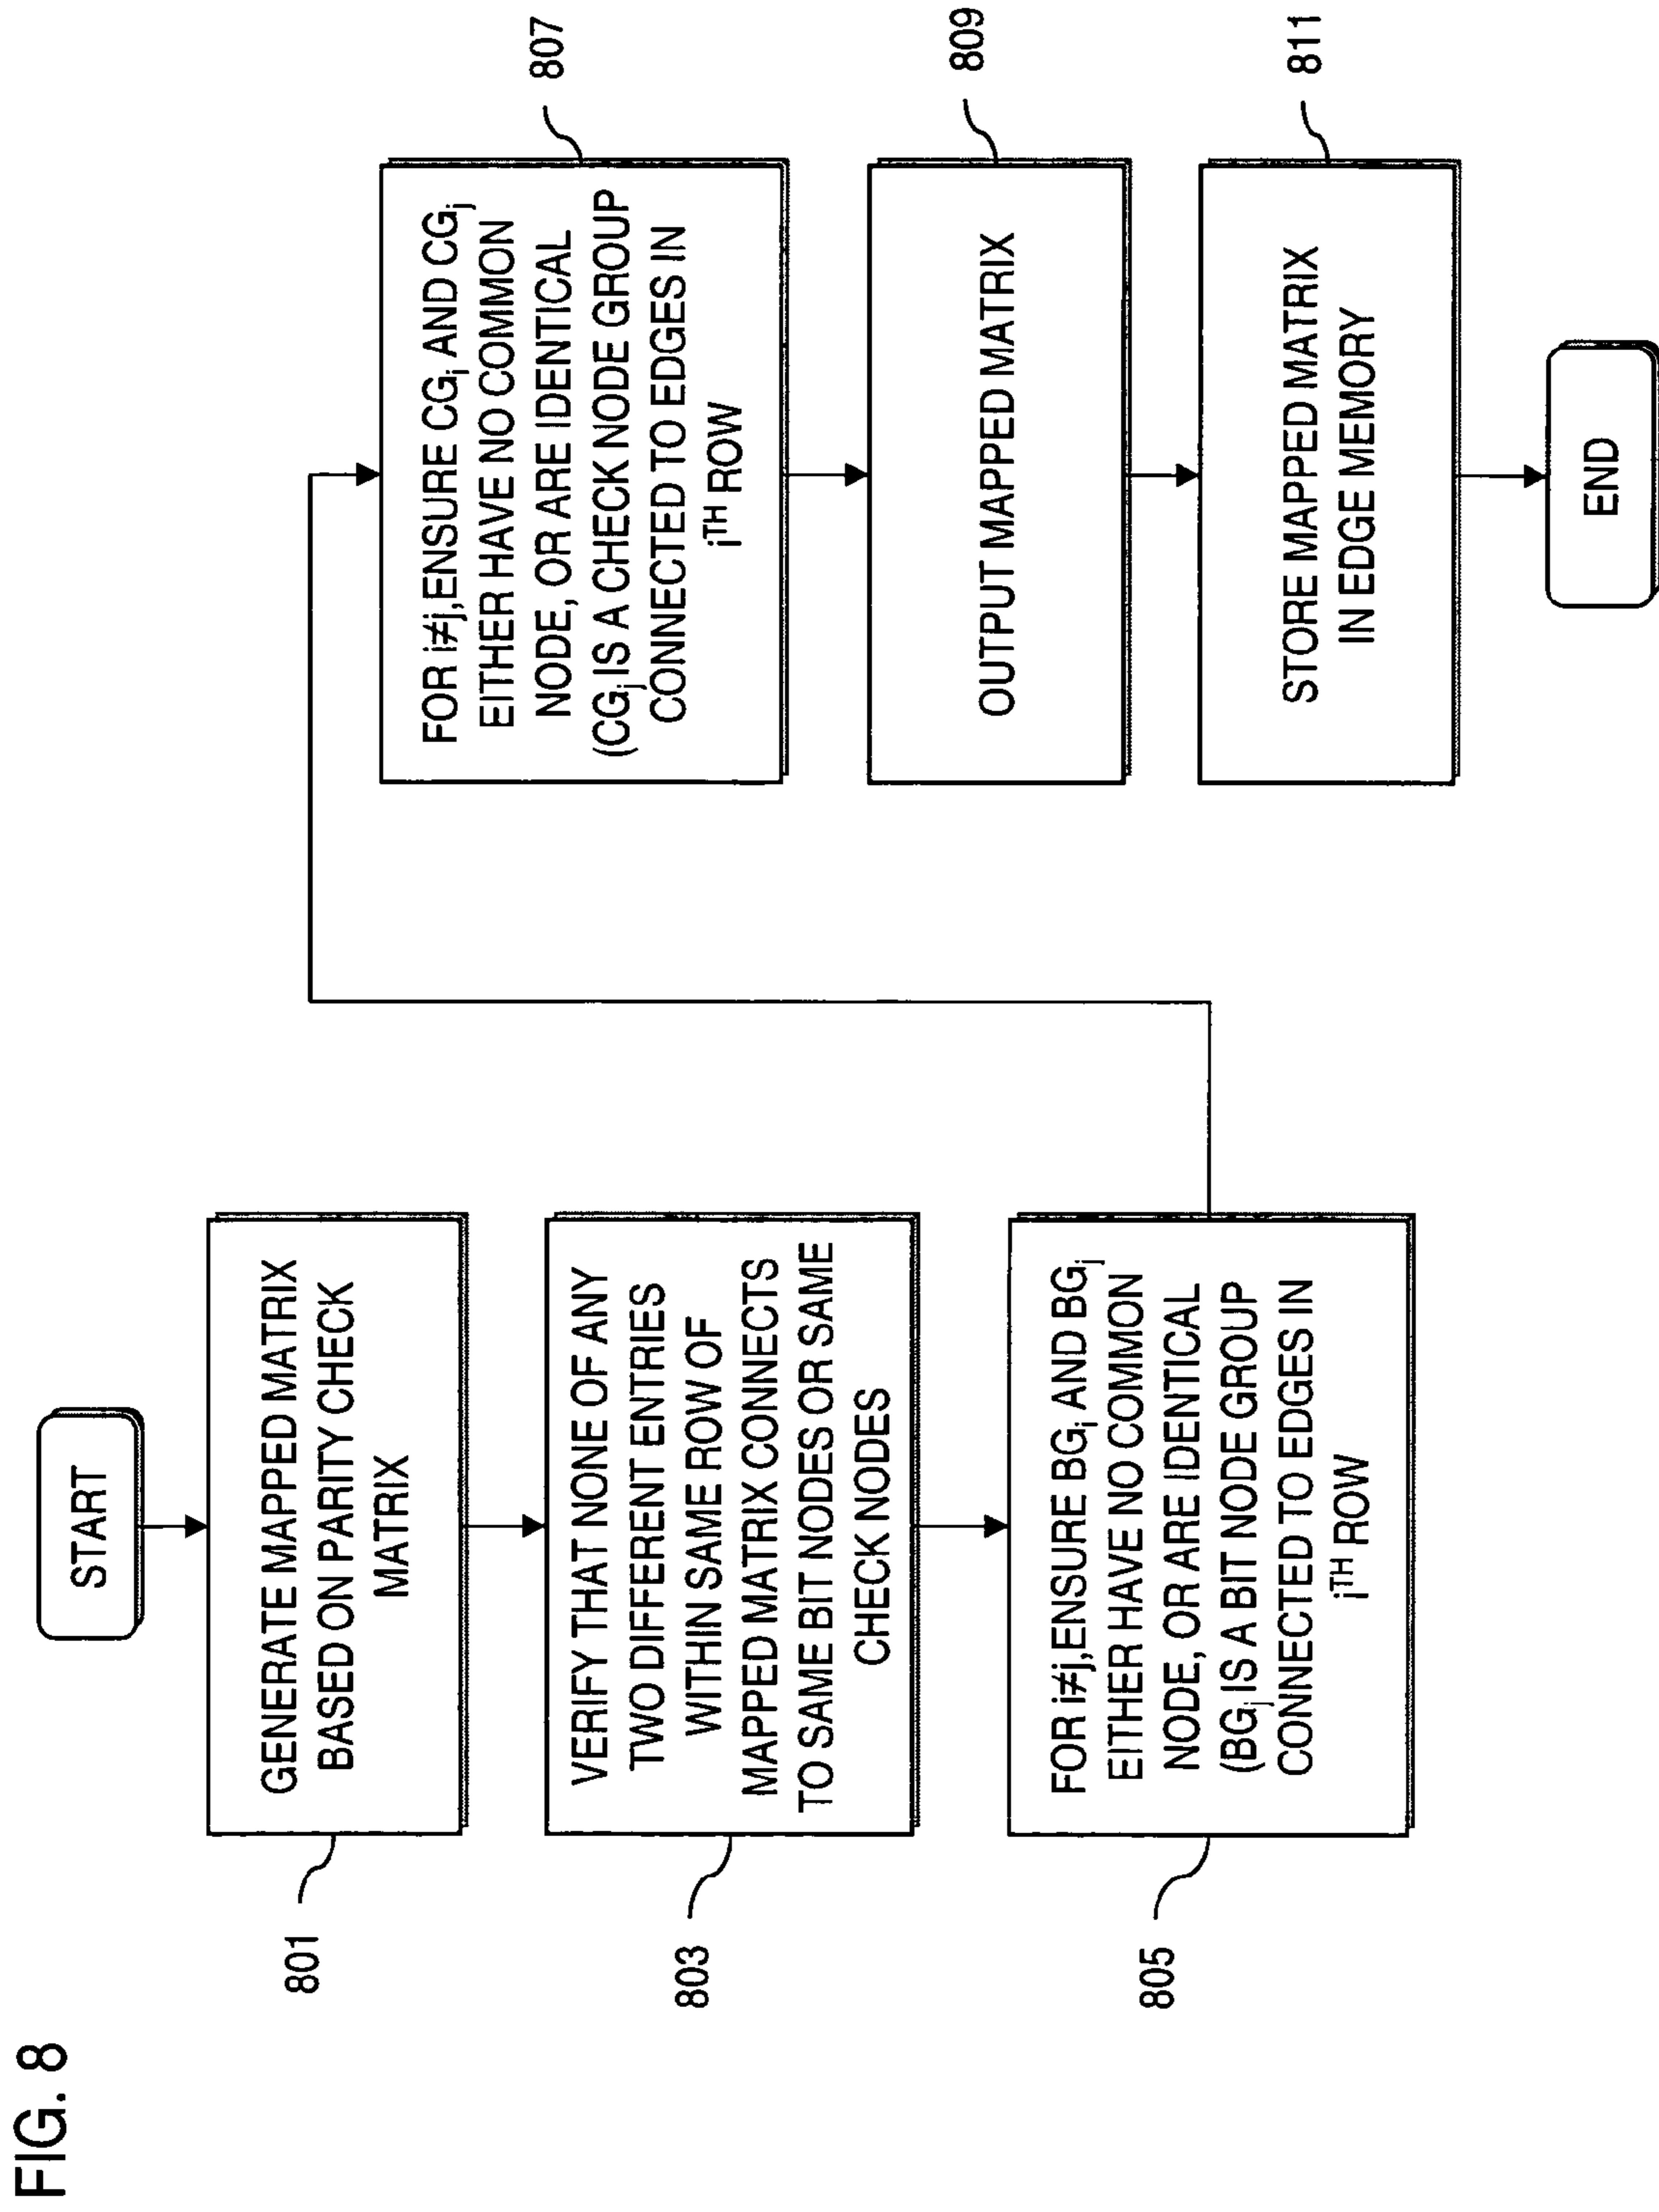 FIG. 8
START
GENERATE MAPPED MATRIX
BASED ON PARITY CHECK
MATRIX
801
VERIFY THAT NONE OF ANY
TWO DIFFERENT ENTRIES
WITHIN SAME ROW OF
MAPPED MATRIX CONNECTS
TO SAME BIT NODES OR SAME
CHECK NODES
803
FOR i≠j,ENSURE BGi AND BGj
EITHER HAVE NO COMMON
NODE, OR ARE IDENTICAL
(BGj IS A BIT NODE GROUP
CONNECTED TO EDGES IN
iTH ROW
805
FOR i≠j,ENSURE CGi AND CGj
EITHER HAVE NO COMMON
NODE, OR ARE IDENTICAL
(CGj IS A CHECK NODE GROUP
CONNECTED TO EDGES IN
iTH ROW
807
OUTPUT MAPPED MATRIX
809
STORE MAPPED MATRIX
IN EDGE MEMORY
811
END